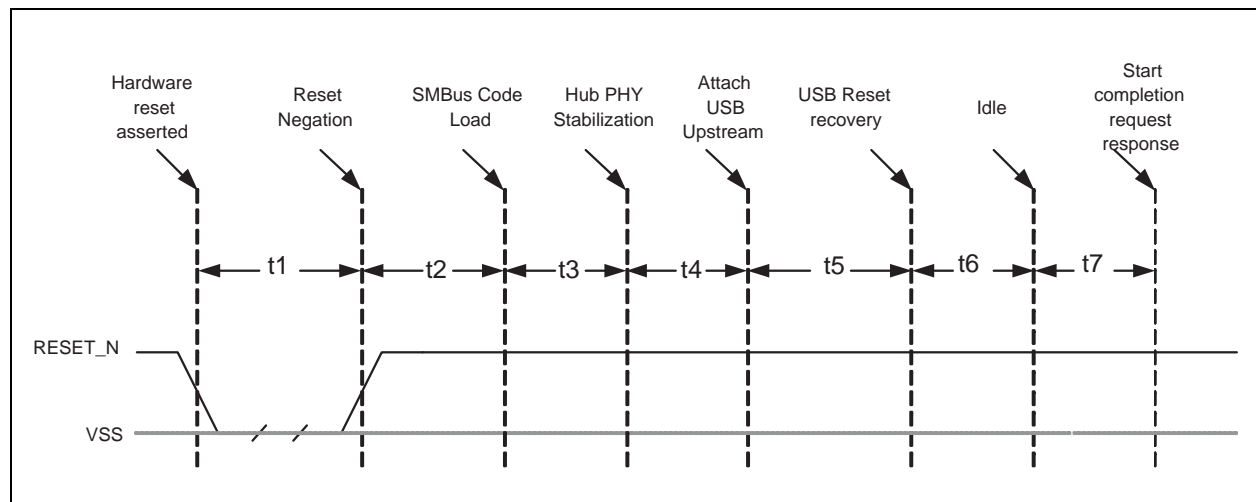 Hardware
reset
asserted
Reset
Negation
SMBus Code
Load
Hub PHY
Stabilization
Attach
USB
Upstream
USB Reset
recovery
Idle
Start
completion
request
response
t1
t2
t3
t4
t5
t6
t7
RESET_N
VSS